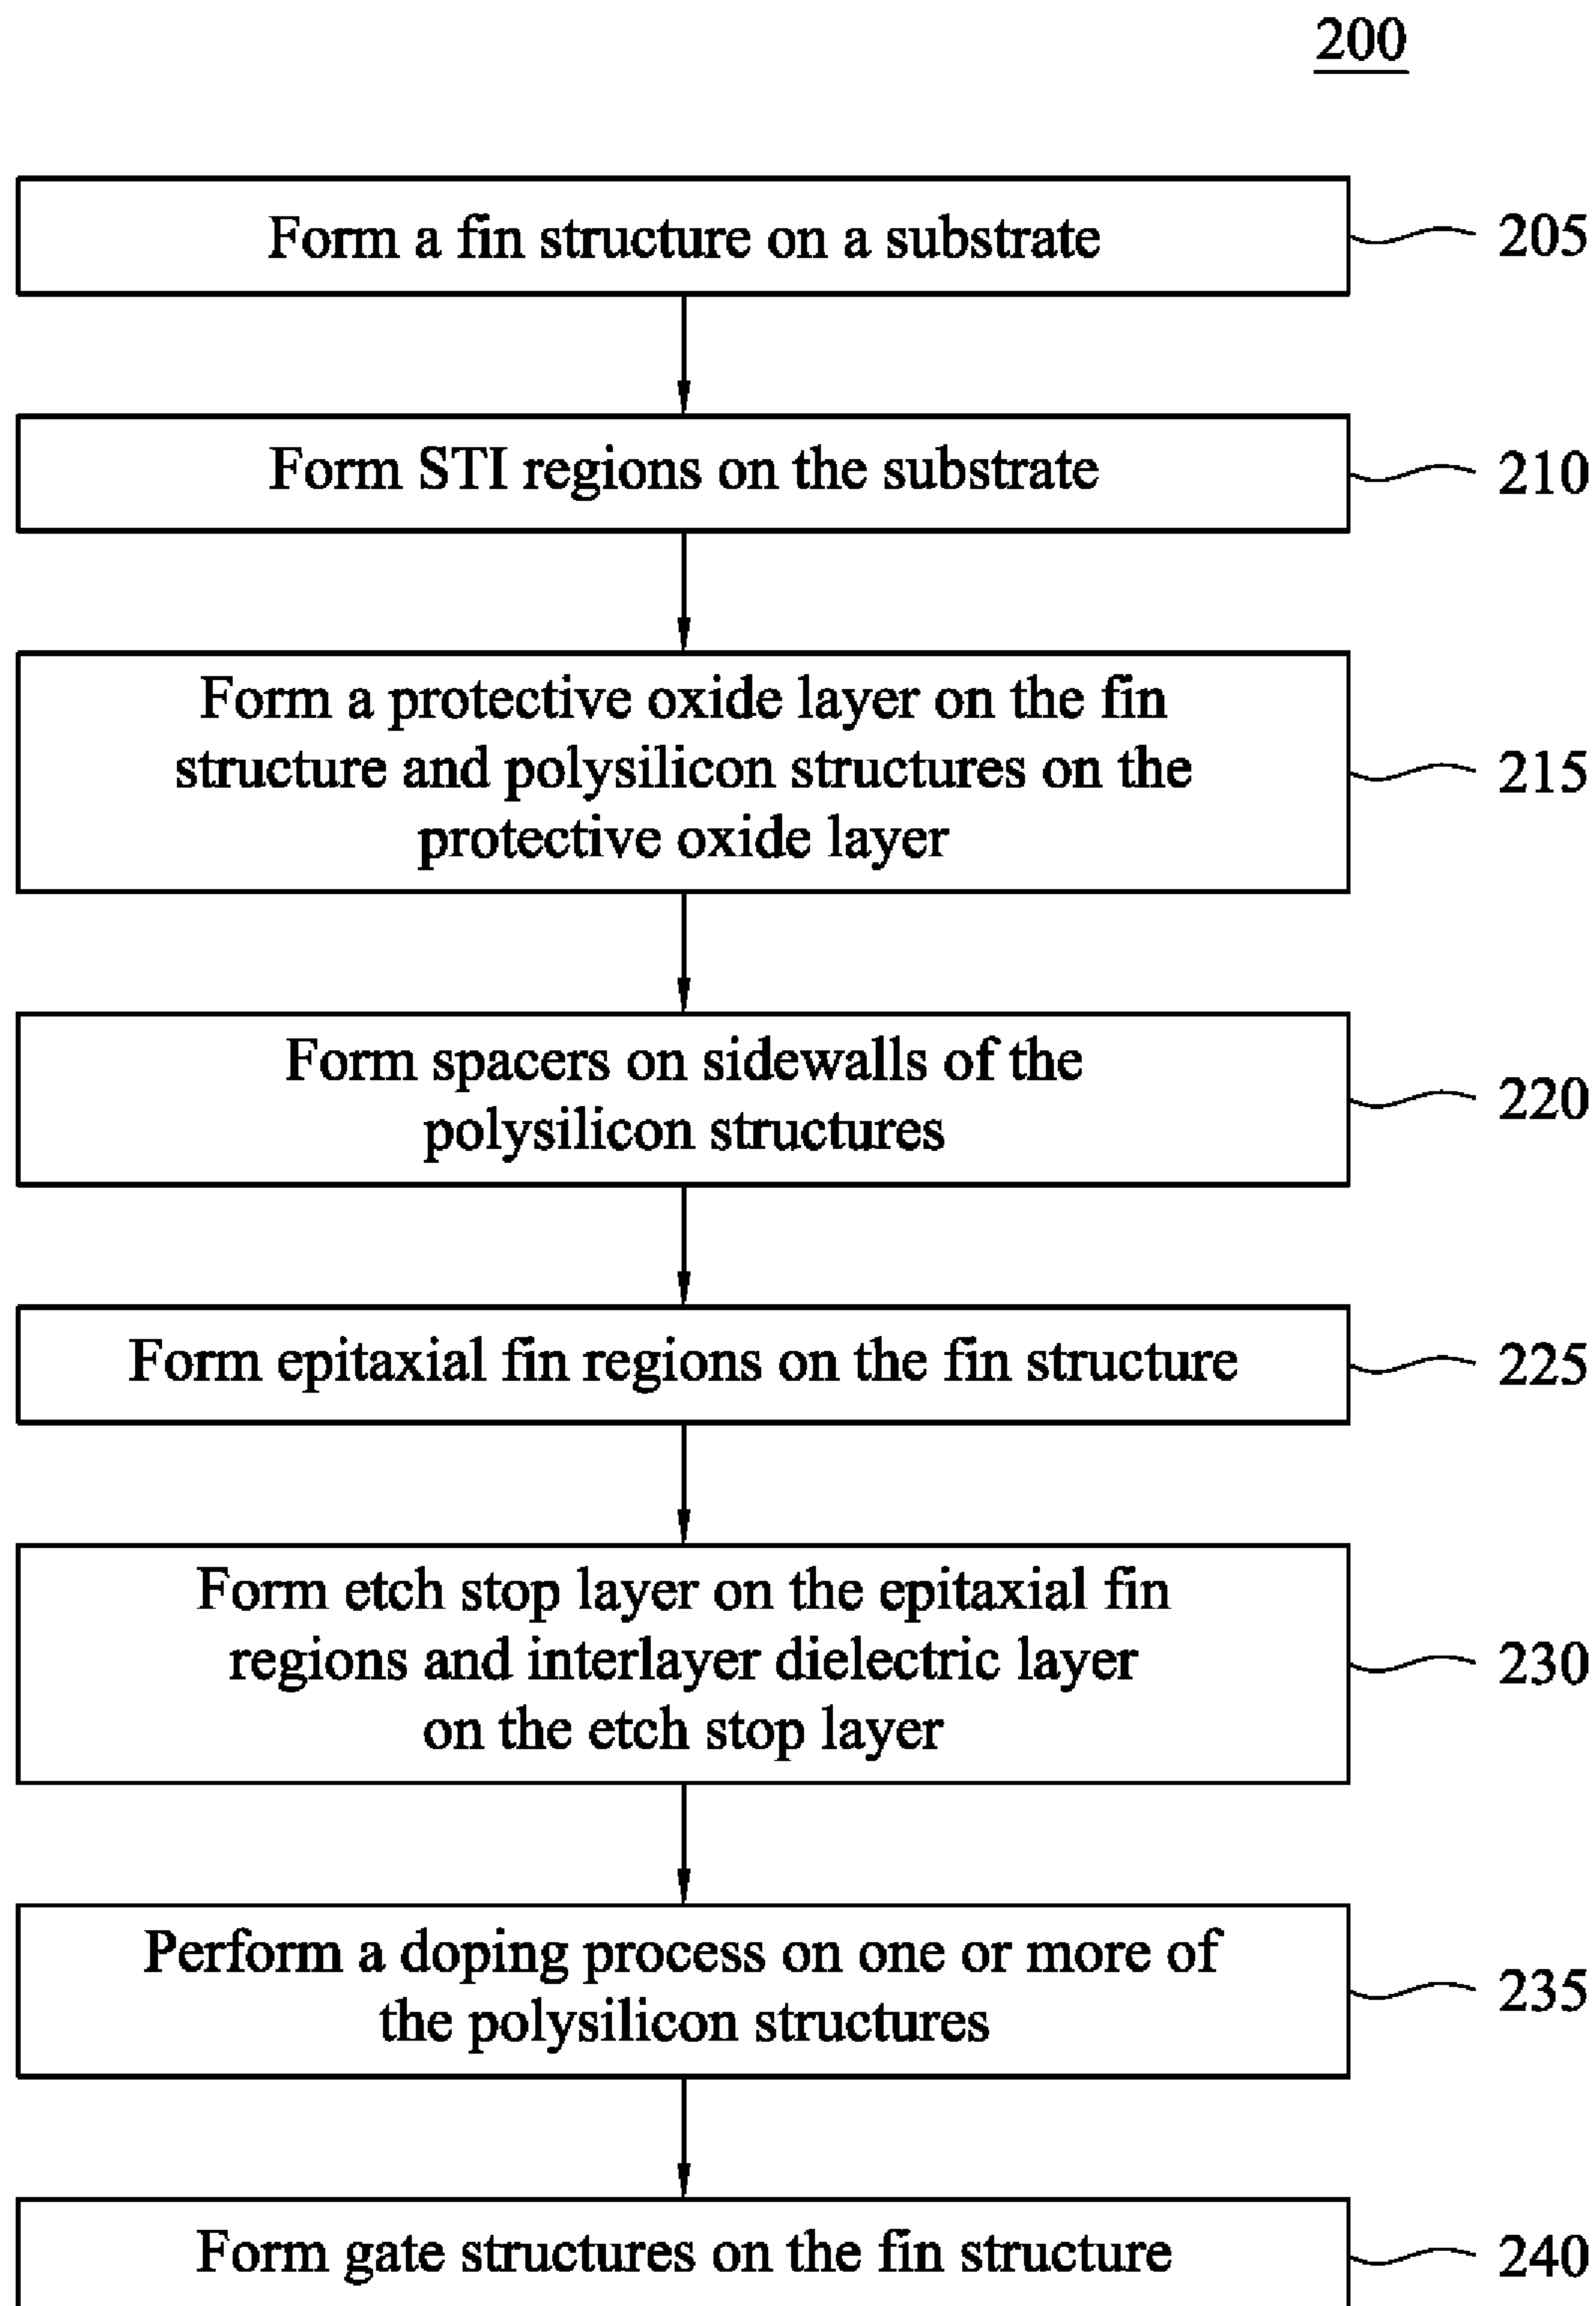 200
Form a fin structure on a substrate
205
Form STI regions on the substrate
210
Form a protective oxide layer on the fin
structure and polysilicon structures on the
protective oxide layer
215
Form spacers on sidewalls of the
polysilicon structures
220
Form epitaxial fin regions on the fin structure
225
Form etch stop layer on the epitaxial fin
regions and interlayer dielectric layer
on the etch stop layer
230
Perform a doping process on one or more of
the polysilicon structures
235
Form gate structures on the fin structure
240